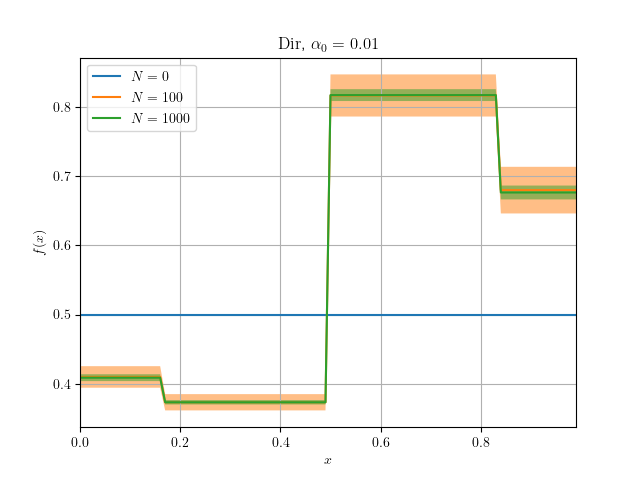 Dir, α₀ = 0.01
N = 0
N = 100
N = 1000
f(x)
0.8
0.7
0.6
0.5
0.4
0.0 0.2 0.4 0.6 0.8
x